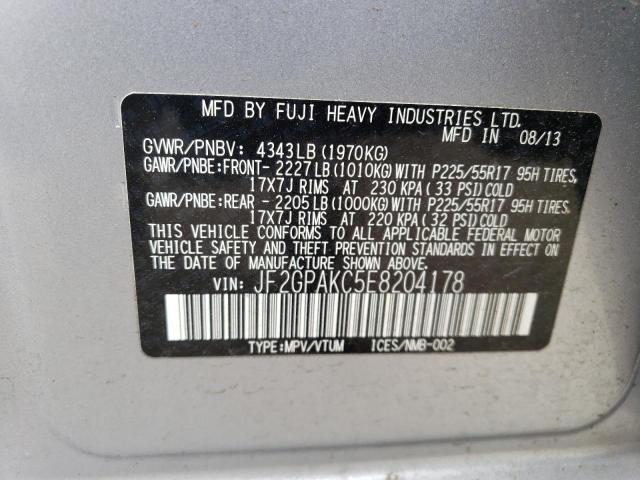 MFD BY FUJI HEAVY INDUSTRIES LTD.
MFD IN 08/13
GVWR/PNBV: 4343LB (1970KG)
GAWR/PNBE:FRONT- 2227LB (1010KG) WITH P225/55R17 95H TIRES,
17X7J RIMS AT 230 KPA ( 33 PSI) COLD
GAWR/PNBE:REAR - 2205LB (1000KG) WITH P225/55R17 95H TIRES,
17X7J RIMS AT 220 KPA ( 32 PSI) COLD
THIS VEHICLE CONFORMS TO ALL APPLICABLE FEDERAL MOTOR
VEHICLE SAFETY AND THEFT PREVENTION STANDARDS IN EFFECT ON
THE DATE OF MANUFACTURE SHOWN ABOVE.
VIN: JF2GPAKC5E8204178
TYPE:MPV/VTUM ICES/NMB-002